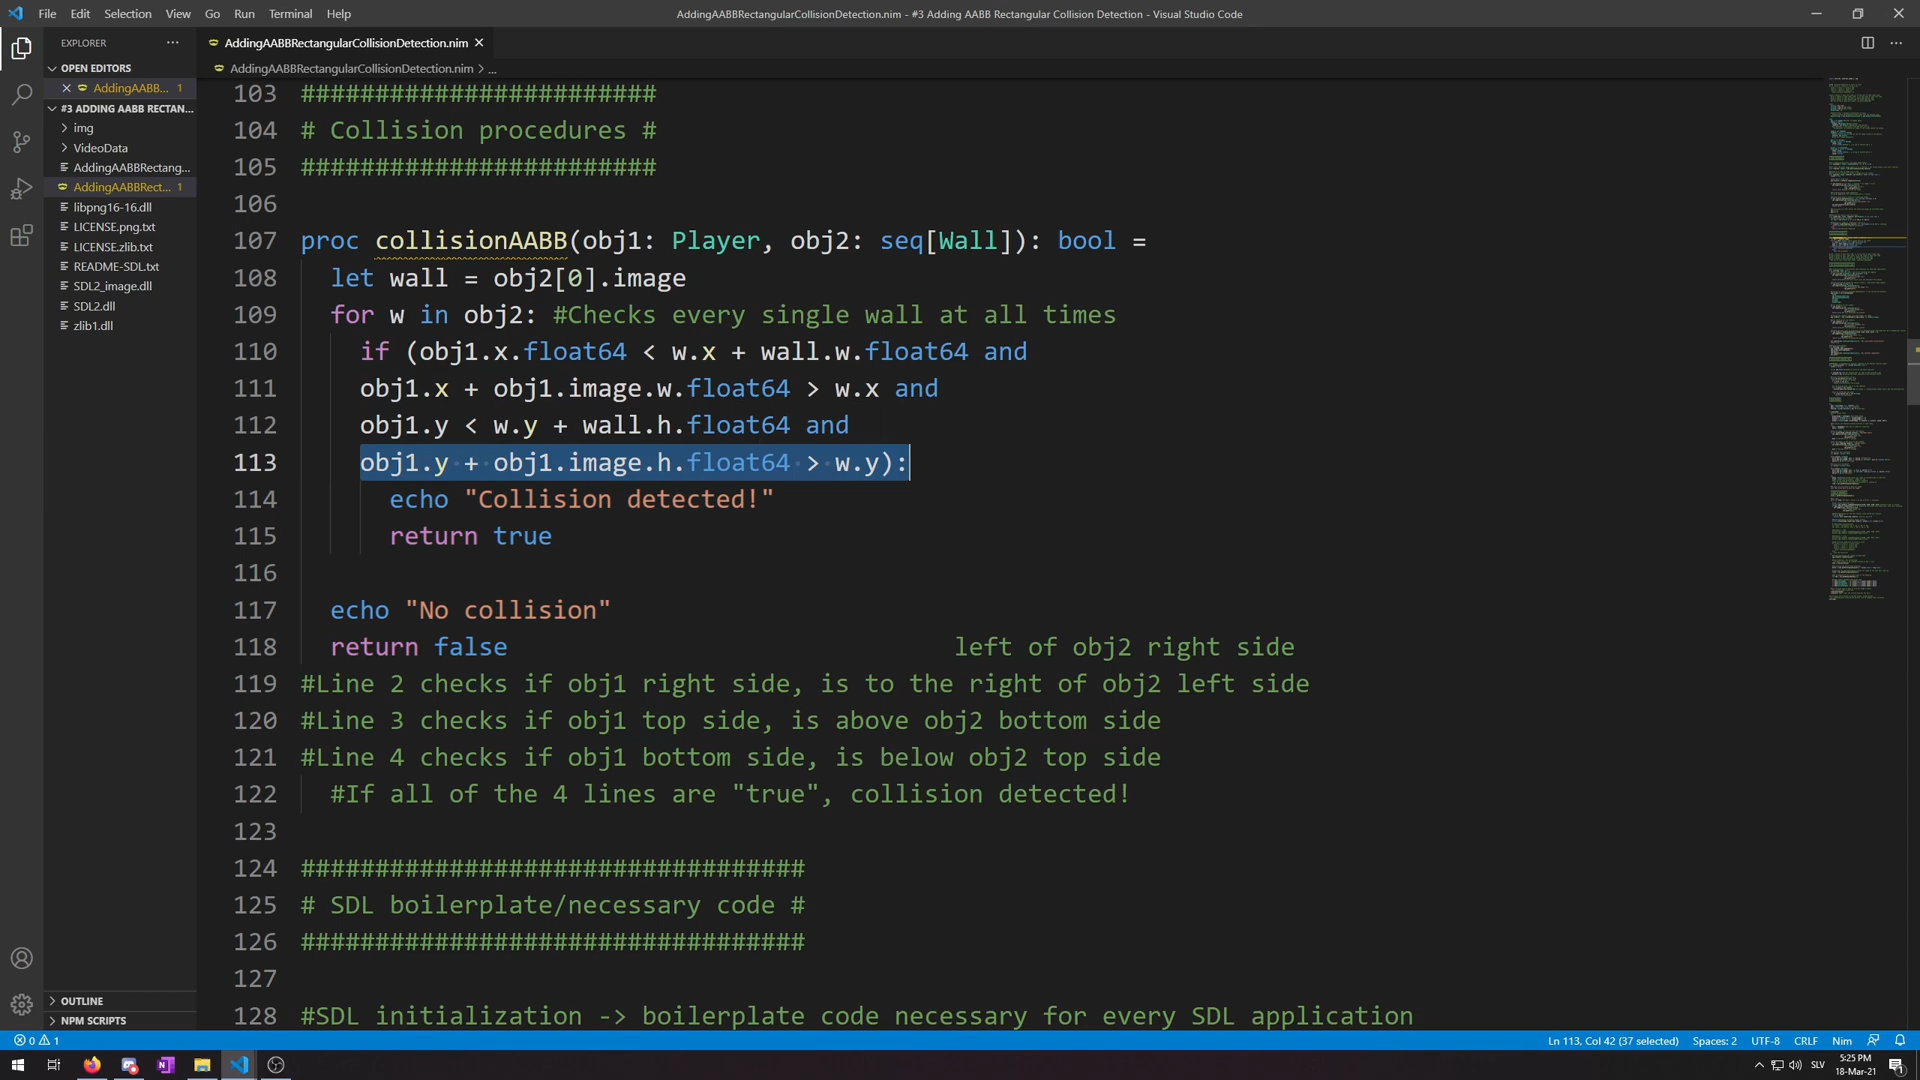 File Edit Selection View Go Run Terminal Help
AddingAABBRectangularCollisionDetection.nim - #3 Adding AABB Rectangular Collision Detection - Visual Studio Code
EXPLORER
OPEN EDITORS
AddingAABB... 1
#3 ADDING AABB RECTAN...
img
VideoData
AddingAABBRectang...
AddingAABBRect... 1
libpng16-16.dll
LICENSE.png.txt
LICENSE.zlib.txt
README-SDL.txt
SDL2_image.dll
SDL2.dll
zlib1.dll
OUTLINE
NPM SCRIPTS
AddingAABBRectangularCollisionDetection.nim
AddingAABBRectangularCollisionDetection.nim > ...
103 ########################
104 # Collision procedures #
105 ########################
106
107 proc collisionAABB(obj1: Player, obj2: seq[Wall]): bool =
108 let wall = obj2[0].image
109 for w in obj2: #Checks every single wall at all times
110 if (obj1.x.float64 < w.x + wall.w.float64 and
111 obj1.x + obj1.image.w.float64 > w.x and
112 obj1.y < w.y + wall.h.float64 and
113 obj1.y + obj1.image.h.float64 > w.y):
114 echo "Collision detected!"
115 return true
116
117 echo "No collision"
118 return false left of obj2 right side
119 #Line 2 checks if obj1 right side, is to the right of obj2 left side
120 #Line 3 checks if obj1 top side, is above obj2 bottom side
121 #Line 4 checks if obj1 bottom side, is below obj2 top side
122 #If all of the 4 lines are "true", collision detected!
123
124 ##################################
125 # SDL boilerplate/necessary code #
126 ##################################
127
128 #SDL initialization -> boilerplate code necessary for every SDL application
0 1
Ln 113, Col 42 (37 selected) Spaces: 2 UTF-8 CRLF Nim
SLV
5:25 PM
18-Mar-21